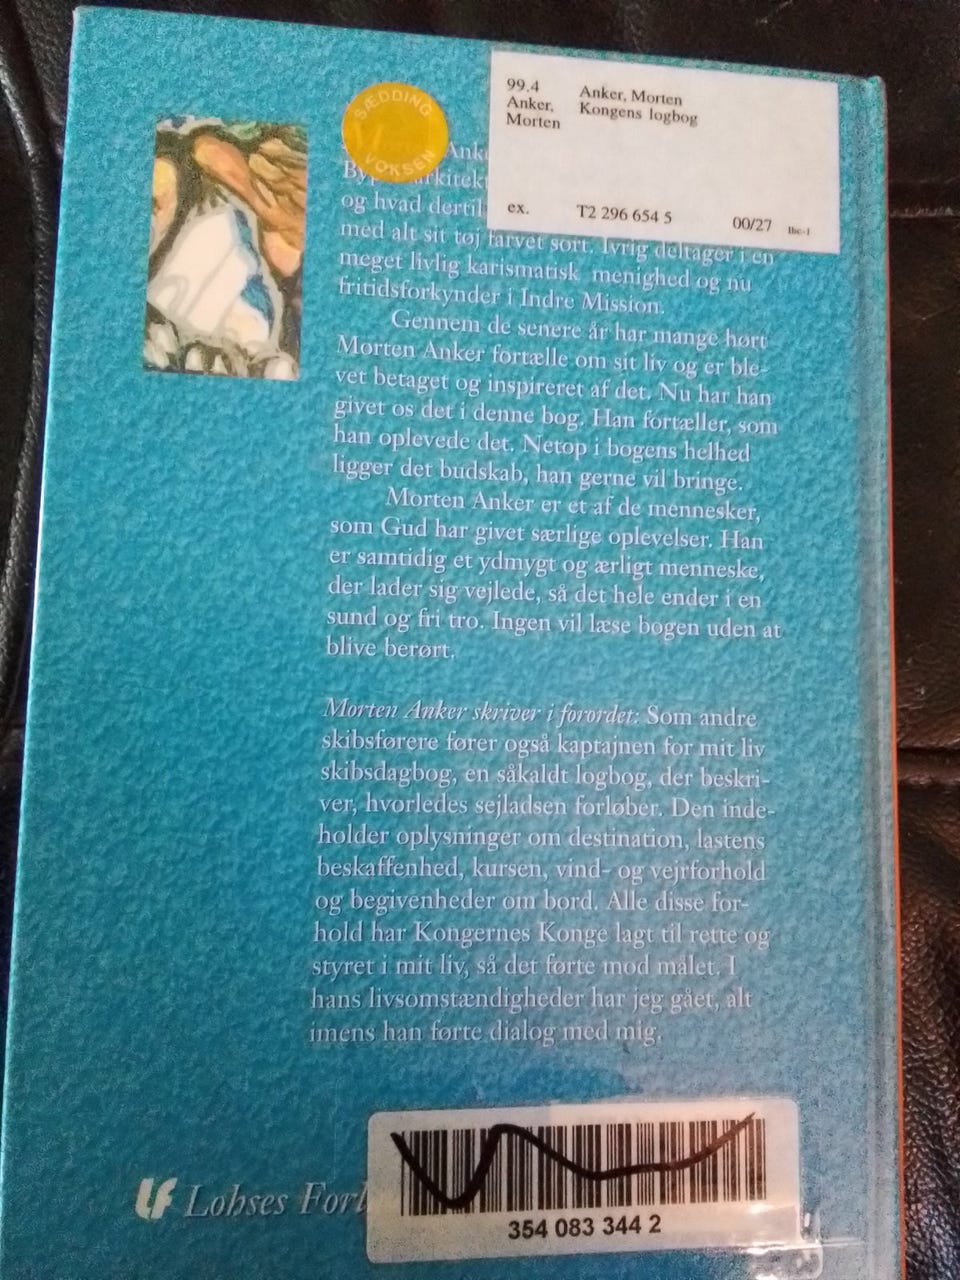 99.4 Anker, Morten
Anker, Kongens logbog
Morten
ex. T2 296 654 5 00/27 lbc-1
SÆDDING
VOKSEN
og hvad dertil
med alt sit tøj farvet sort. Ivrig deltager i en
meget livlig karismatisk menighed og nu
fritidsforkynder i Indre Mission.
Gennem de senere år har mange hørt
Morten Anker fortælle om sit liv og er ble-
vet betaget og inspireret af det. Nu har han
givet os det i denne bog. Han fortæller, som
han oplevede det. Netop i bogens helhed
ligger det budskab, han gerne vil bringe.
Morten Anker er et af de mennesker,
som Gud har givet særlige oplevelser. Han
er samtidig et ydmygt og ærligt menneske,
der lader sig vejlede, så det hele ender i en
sund og fri tro. Ingen vil læse bogen uden at
blive berørt.
Morten Anker skriver i forordet: Som andre
skibsførere fører også kaptajnen for mit liv
skibsdagbog, en såkaldt logbog, der beskri-
ver, hvorledes sejladsen forløber. Den inde-
holder oplysninger om destination, lastens
beskaffenhed, kursen, vind- og vejrforhold
og begivenheder om bord. Alle disse for-
hold har Kongernes Konge lagt til rette og
styret i mit liv, så det førte mod målet. I
hans livsomstændigheder har jeg gået, alt
imens han førte dialog med mig.
LF Lohses Forl
354 083 344 2